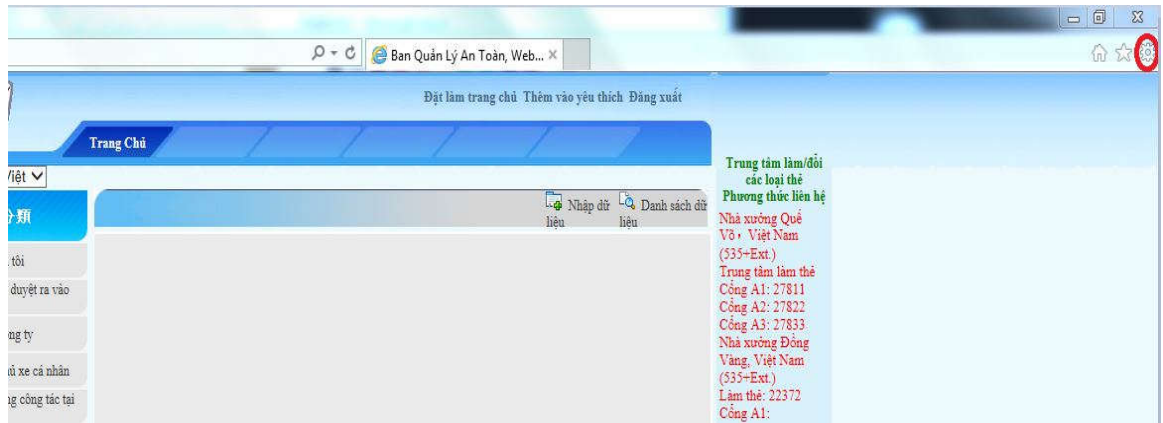 Ban Quản Lý An Toàn, Web...
Đặt làm trang chủ Thêm vào yêu thích Đăng xuất
Trang Chủ
Việt
分類
Nhập dữ liệu
Danh sách dữ liệu
tôi
duyệt ra vào
ng ty
xe cá nhân
công tác tại
Trung tâm làm/đổi
các loại thẻ
Phương thức liên hệ
Nhà xưởng Quế
Võ，Việt Nam
(535+Ext.)
Trung tâm làm thẻ
Cổng A1: 27811
Cổng A2: 27822
Cổng A3: 27833
Nhà xưởng Đồng
Vàng, Việt Nam
(535+Ext.)
Làm thẻ: 22372
Cổng A1: